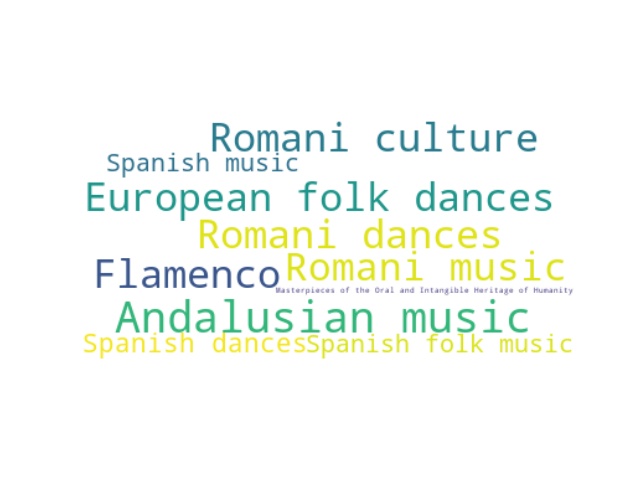 Romani culture
Spanish music
European folk dances
Romani dances
Flamenco Romani music
Masterpieces of the Oral and Intangible Heritage of Humanity
Andalusian music
Spanish dances Spanish folk music